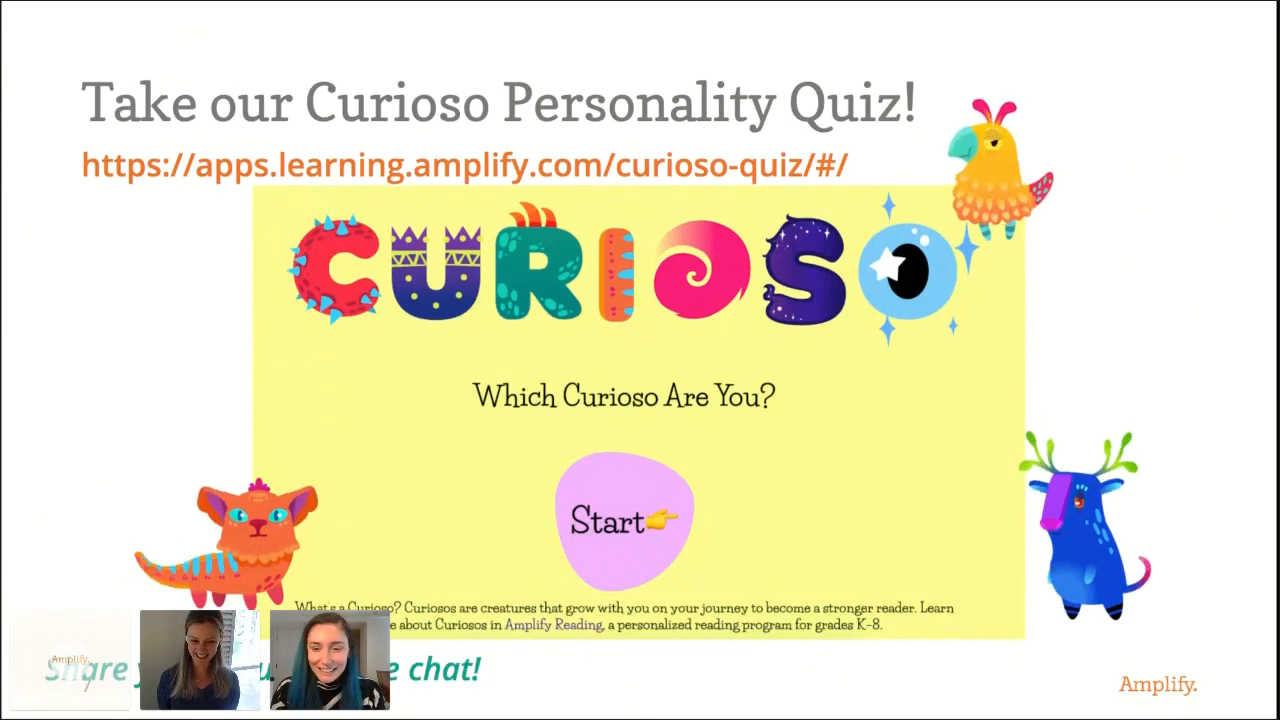 Take our Curioso Personality Quiz!
https://apps.learning.amplify.com/curioso-quiz/#/
CURIOSO
Which Curioso Are You?
Start
What's a Curioso? Curiosos are creatures that grow with you on your journey to become a stronger reader. Learn
about Curiosos in Amplify Reading, a personalized reading program for grades K-8.
Amplify.
Share chat!
Amplify.